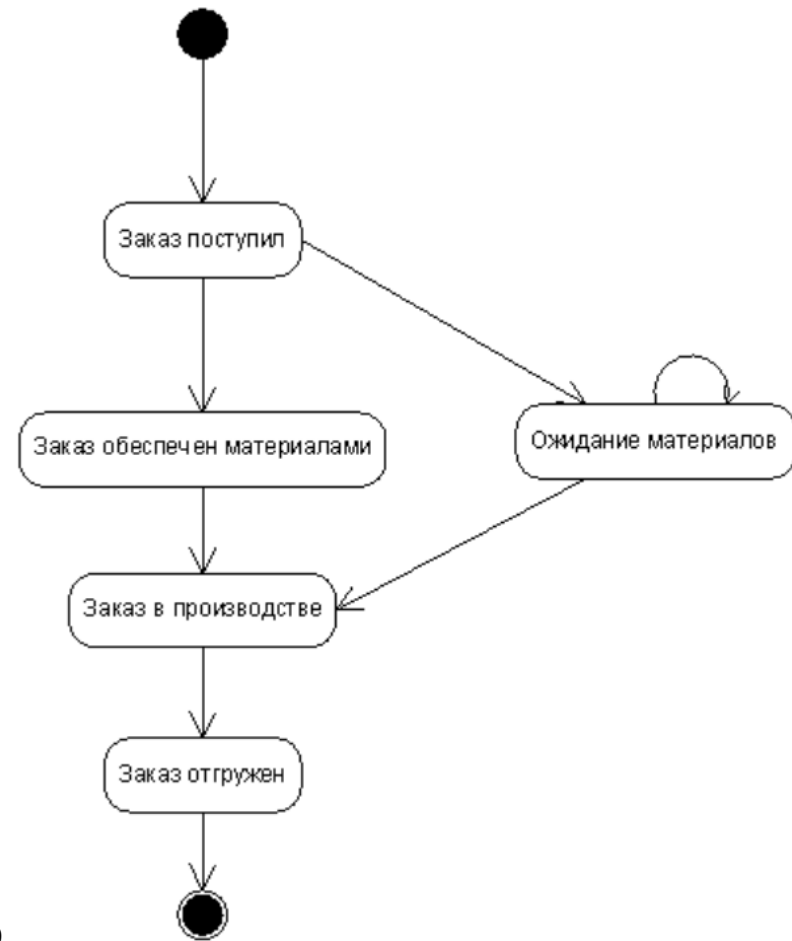 Заказ поступил
Заказ обеспечен материалами
Ожидание материалов
Заказ в производстве
Заказ отгружен
)